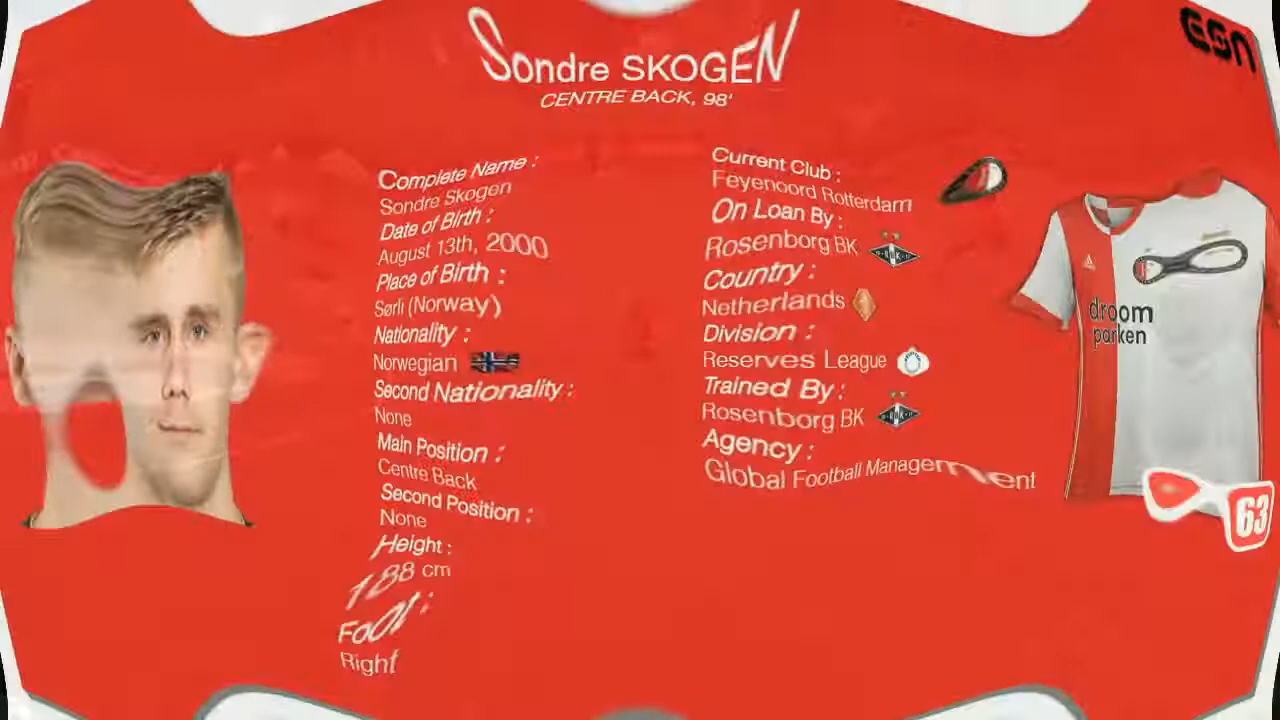 Sondre SKOGEN
CENTRE BACK, 98'
Complete Name :
Sondre Skogen
Date of Birth :
August 13th, 2000
Place of Birth :
Sørli (Norway)
Nationality :
Norwegian
Second Nationality :
None
Main Position :
Centre Back
Second Position :
None
Height :
188 cm
Foot :
Right
Current Club :
Feyenoord Rotterdam
On Loan By :
Rosenborg BK
Country :
Netherlands
Division :
Reserves League
Trained By :
Rosenborg BK
Agency :
Global Football Management
GSN
droom
parken
63